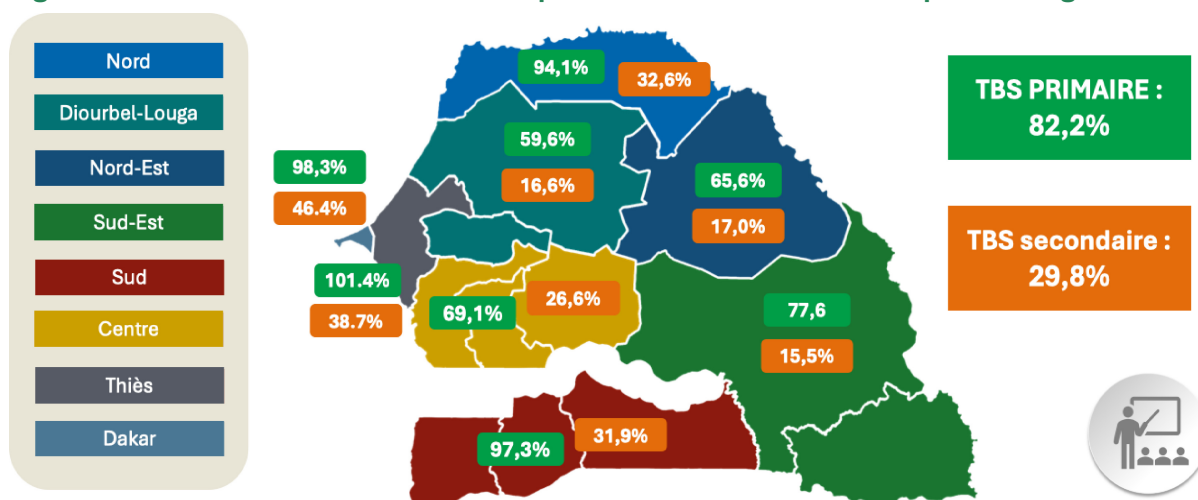 Nord
Diourbel-Louga
Nord-Est
Sud-Est
Sud
Centre
Thiès
Dakar
94,1%
32,6%
59,6%
16,6%
98,3%
46.4%
65,6%
17,0%
101.4%
38.7%
69,1%
26,6%
77,6
15,5%
97,3%
31,9%
TBS PRIMAIRE :
82,2%
TBS secondaire :
29,8%